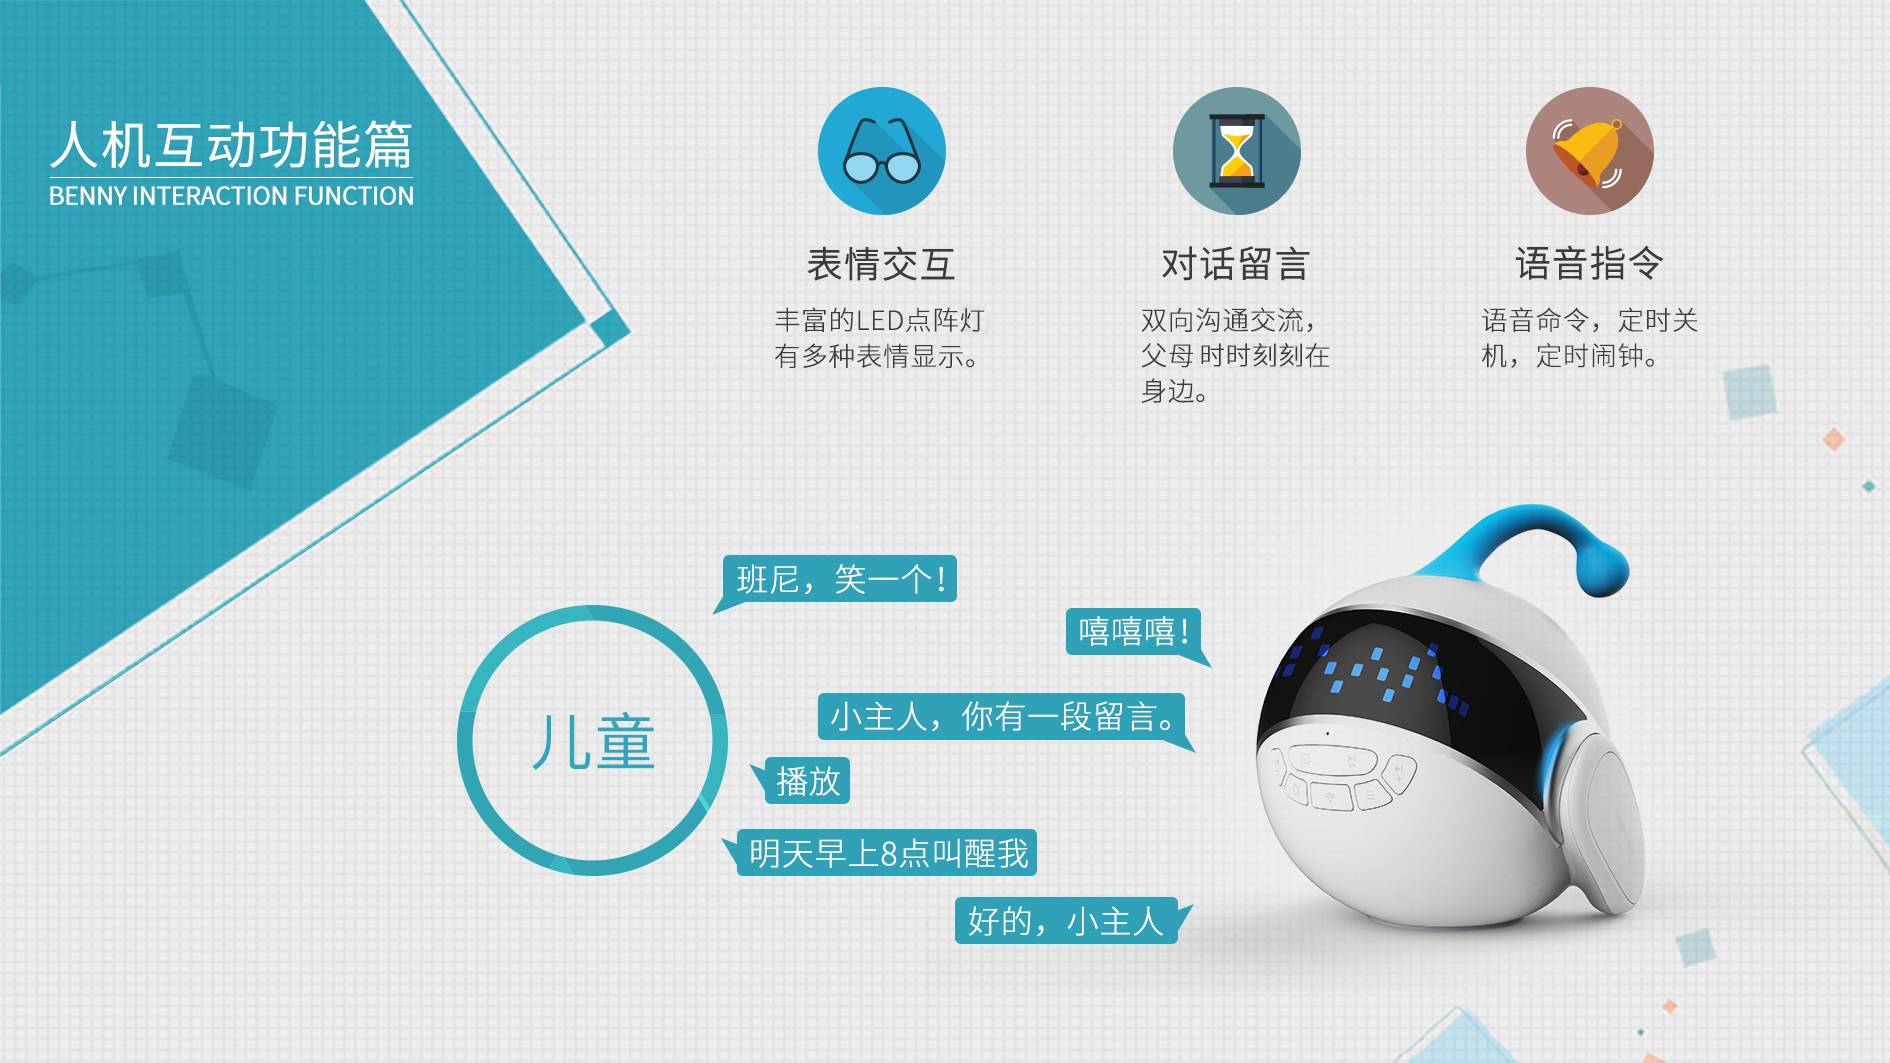 人机互动功能篇
BENNY INTERACTION FUNCTION
表情交互
丰富的LED点阵灯
有多种表情显示。
对话留言
双向沟通交流，
父母 时时刻刻在
身边。
语音指令
语音命令，定时关
机，定时闹钟。
班尼，笑一个！
嘻嘻嘻！
小主人，你有一段留言。
儿童
播放
明天早上8点叫醒我
好的，小主人